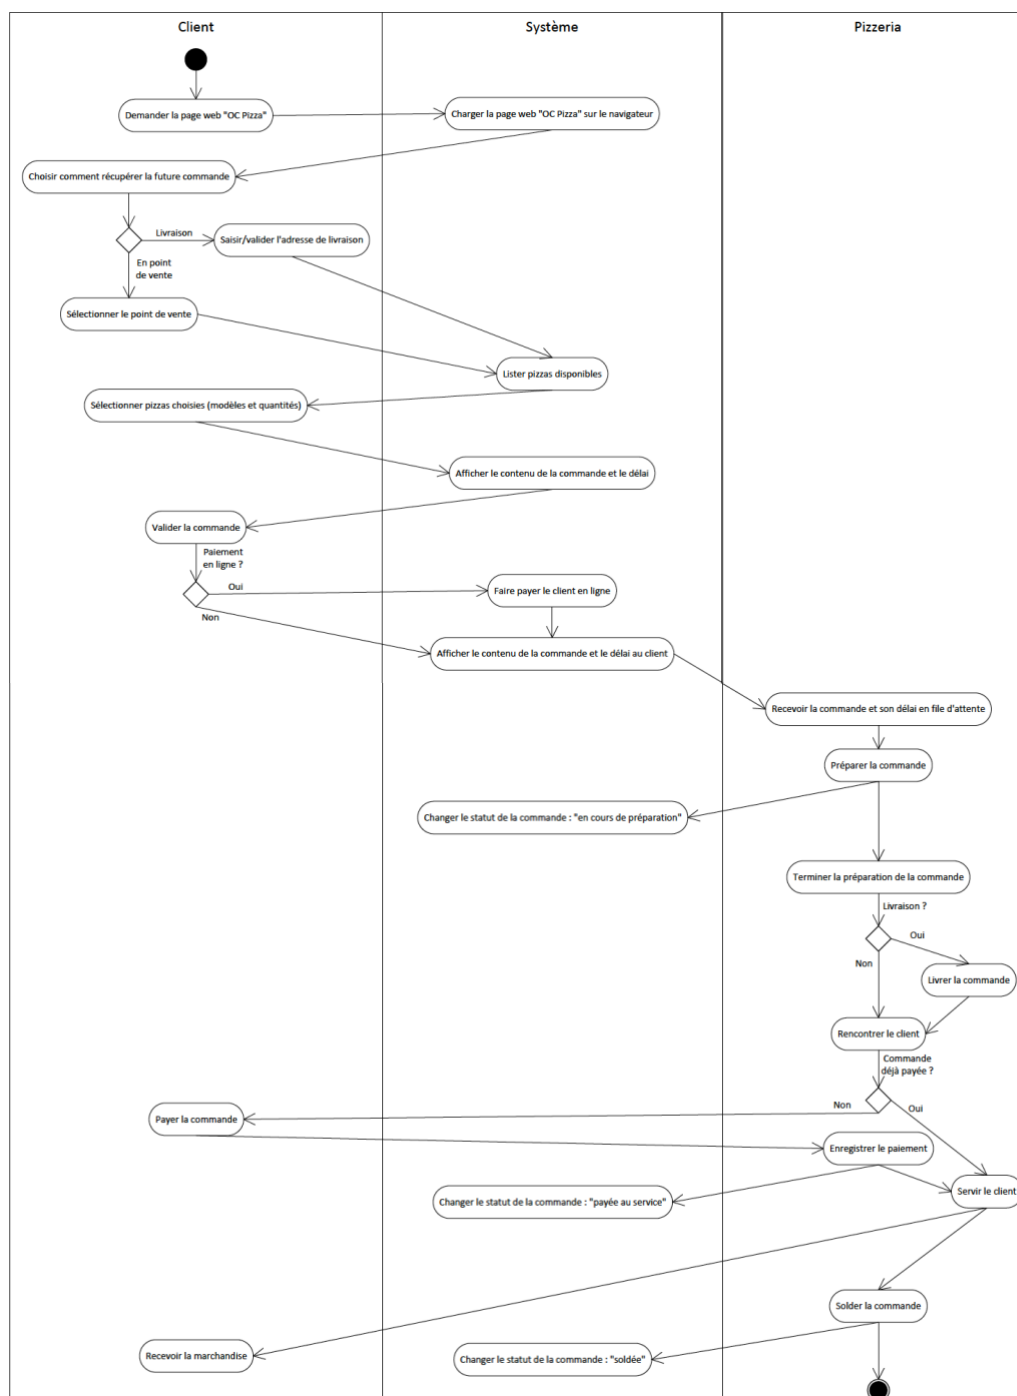 Client
Système
Pizzeria
Demander la page web "OC Pizza"
Charger la page web "OC Pizza" sur le navigateur
Choisir comment récupérer la future commande
Livraison
Saisir/valider l'adresse de livraison
En point
de vente
Sélectionner le point de vente
Lister pizzas disponibles
Sélectionner pizzas choisies (modèles et quantités)
Afficher le contenu de la commande et le délai
Valider la commande
Paiement
en ligne ?
Oui
Faire payer le client en ligne
Non
Afficher le contenu de la commande et le délai au client
Recevoir la commande et son délai en file d'attente
Préparer la commande
Changer le statut de la commande : "en cours de préparation"
Terminer la préparation de la commande
Livraison ?
Oui
Non
Livrer la commande
Rencontrer le client
Commande
déjà payée ?
Non
Oui
Payer la commande
Enregistrer le paiement
Servir le client
Changer le statut de la commande : "payée au service"
Solder la commande
Recevoir la marchandise
Changer le statut de la commande : "soldée"